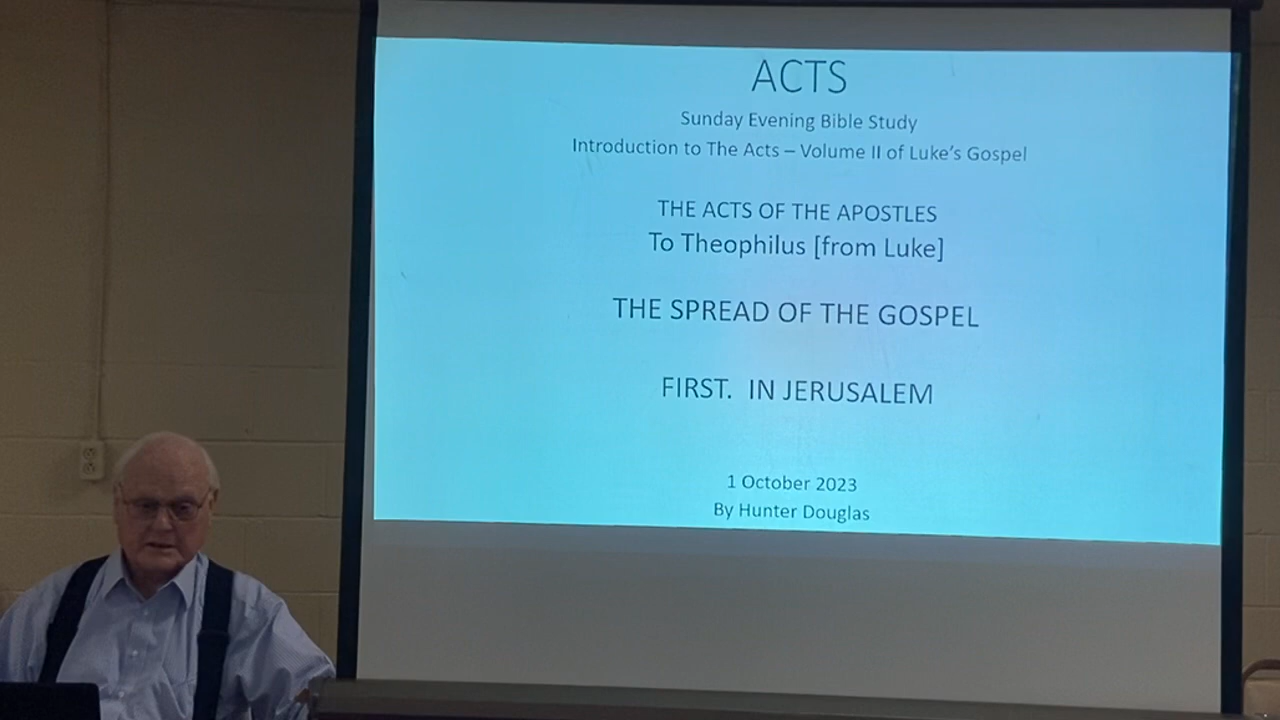 ACTS
Sunday Evening Bible Study
Introduction to The Acts – Volume II of Luke's Gospel
THE ACTS OF THE APOSTLES
To Theophilus [from Luke]
THE SPREAD OF THE GOSPEL
FIRST.  IN JERUSALEM
1 October 2023
By Hunter Douglas